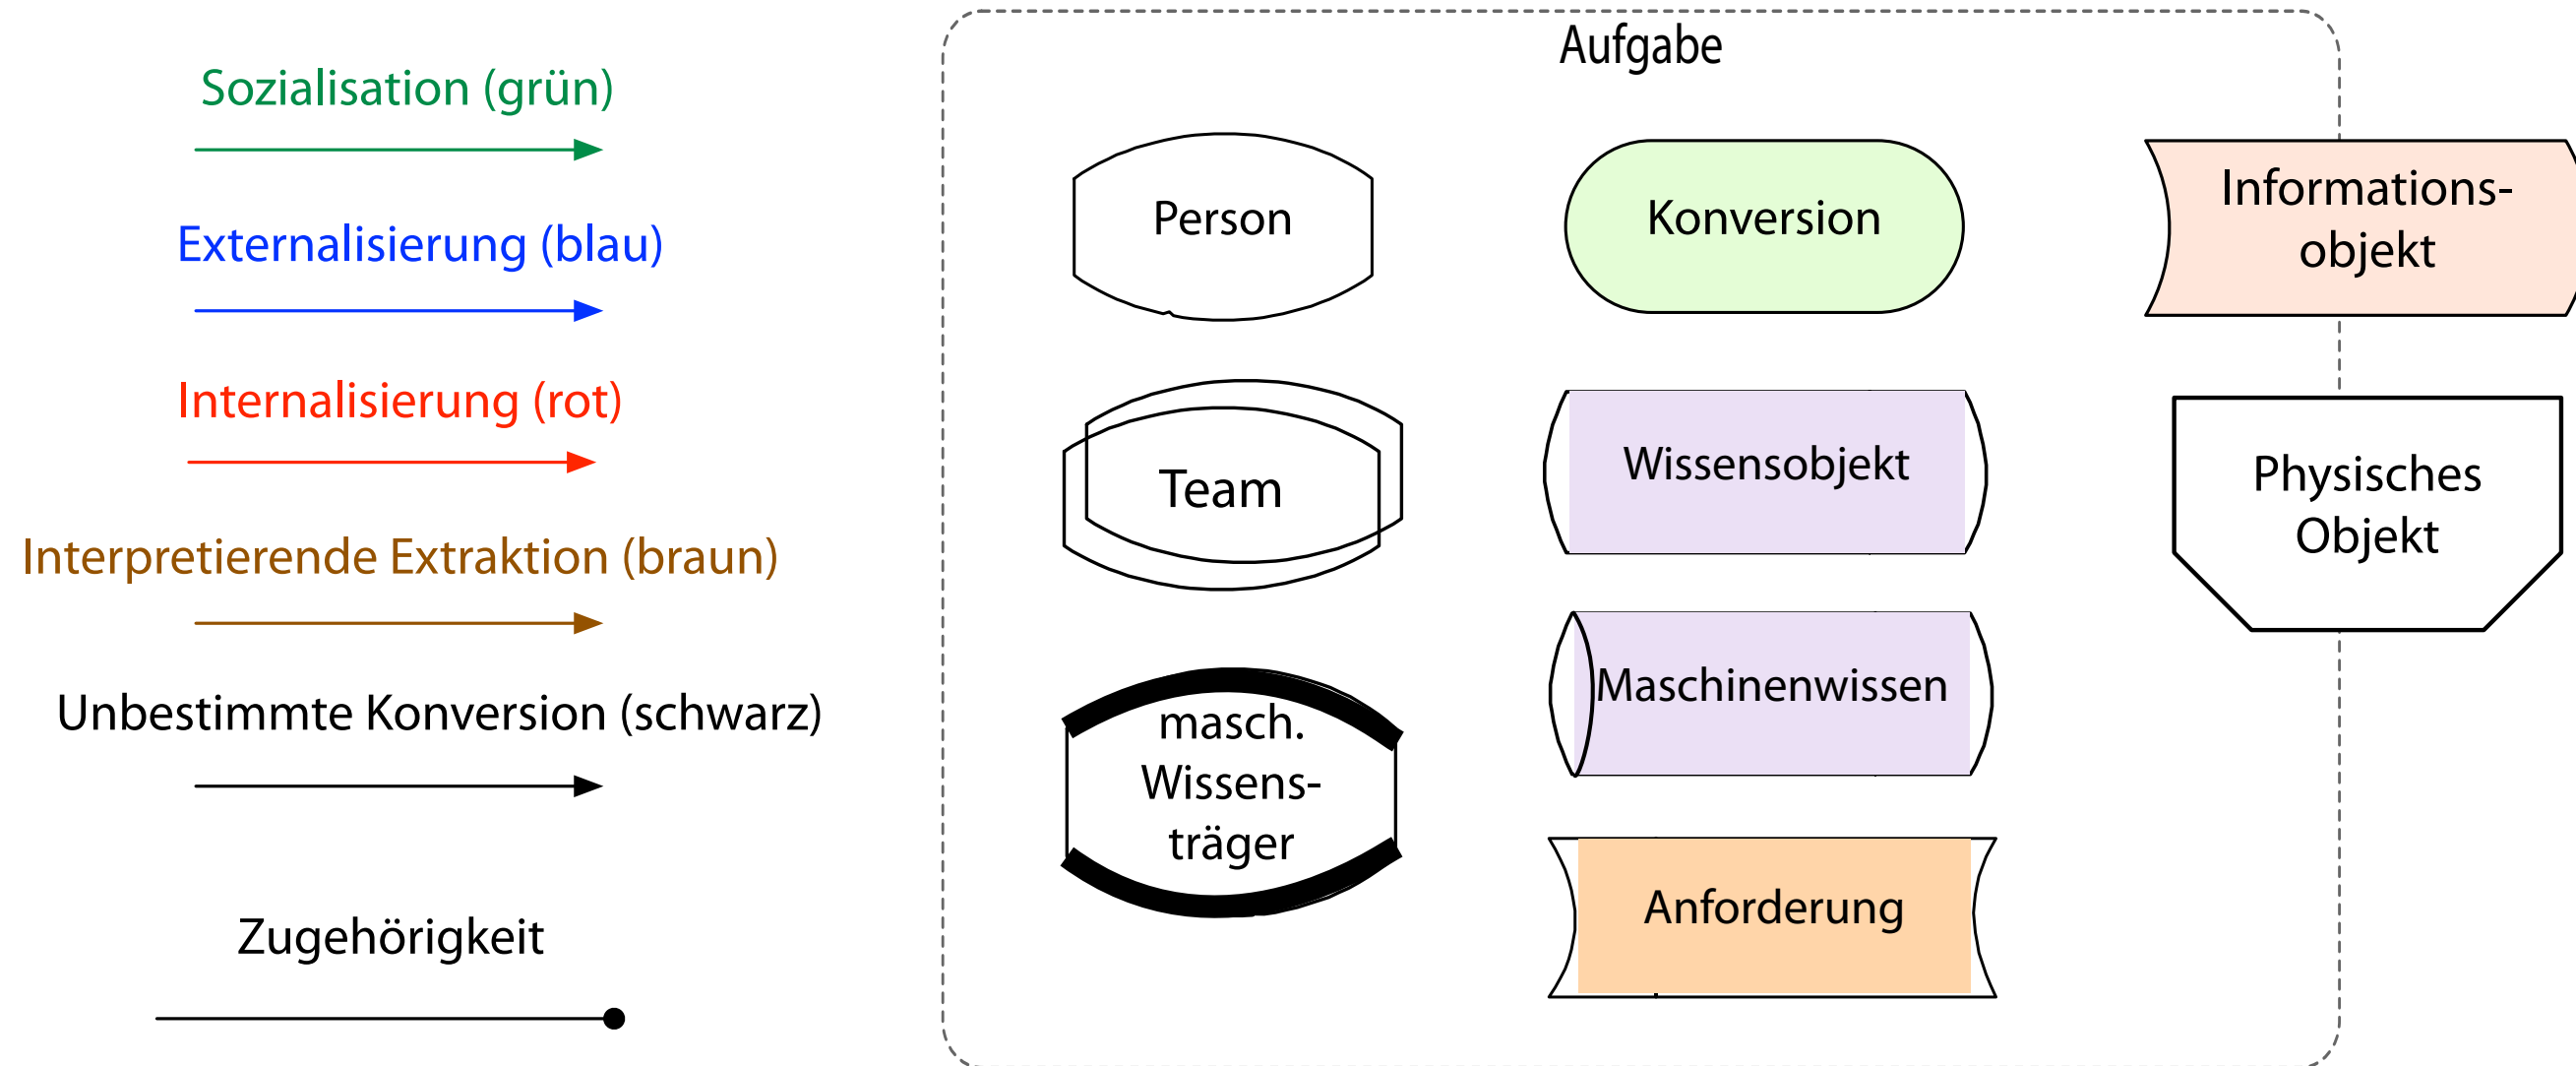 Sozialisation (grün)
Externalisierung (blau)
Internalisierung (rot)
Interpretierende Extraktion (braun)
Unbestimmte Konversion (schwarz)
Zugehörigkeit
Aufgabe
Person
Team
masch.
Wissens-
träger
Konversion
Wissensobjekt
Maschinenwissen
Anforderung
Informations-
objekt
Physisches
Objekt